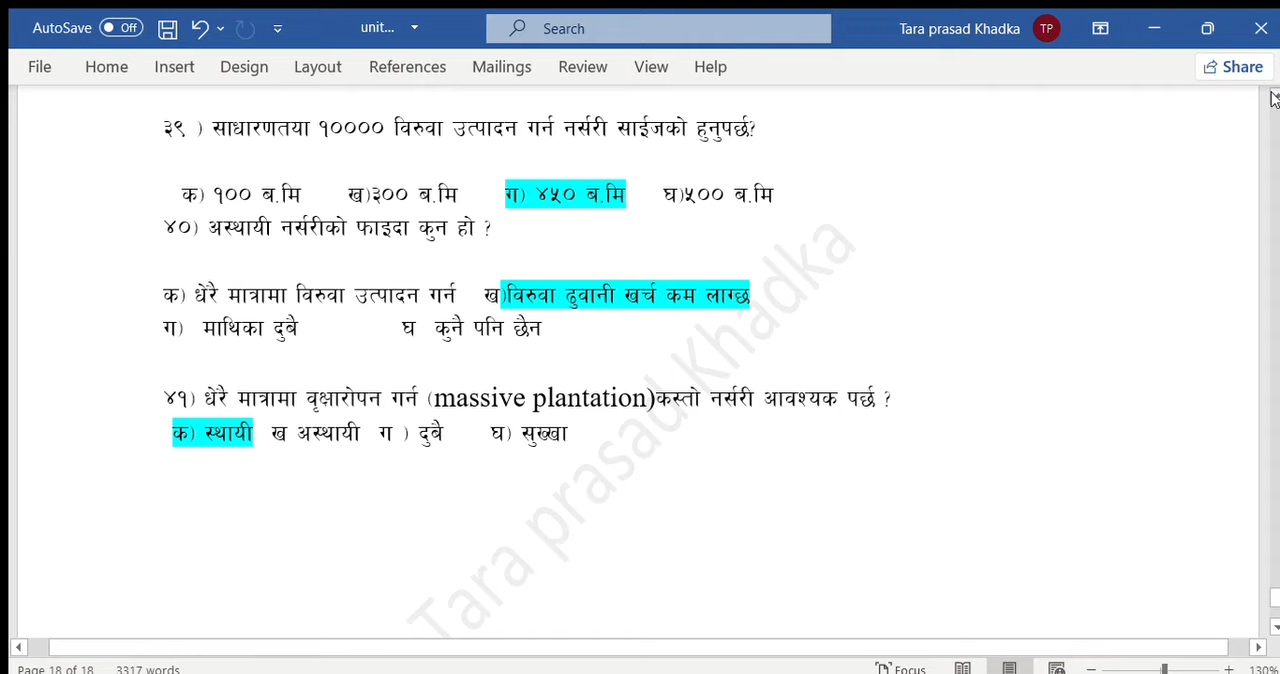 AutoSave Off unit... Search Tara prasad Khadka TP
File Home Insert Design Layout References Mailings Review View Help Share
३९ ) साधारणतया १०००० विरुवा उत्पादन गर्न नर्सरी साईजको हुनुपर्छ?
क) १०० ब.मि ख)३०० ब.मि ग) ४५० ब.मि घ)५०० ब.मि
४०) अस्थायी नर्सरीको फाइदा कुन हो ?
क) धेरै मात्रामा विरुवा उत्पादन गर्न ख)विरुवा ढुवानी खर्च कम लाग्छ
ग) माथिका दुबै घ कुनै पनि छैन
४१) धेरै मात्रामा वृक्षारोपन गर्न (massive plantation)कस्तो नर्सरी आवश्यक पर्छ ?
क) स्थायी ख अस्थायी ग ) दुबै घ) सुख्खा
Tara prasad Khadka
Page 18 of 18 3317 words Focus 130%